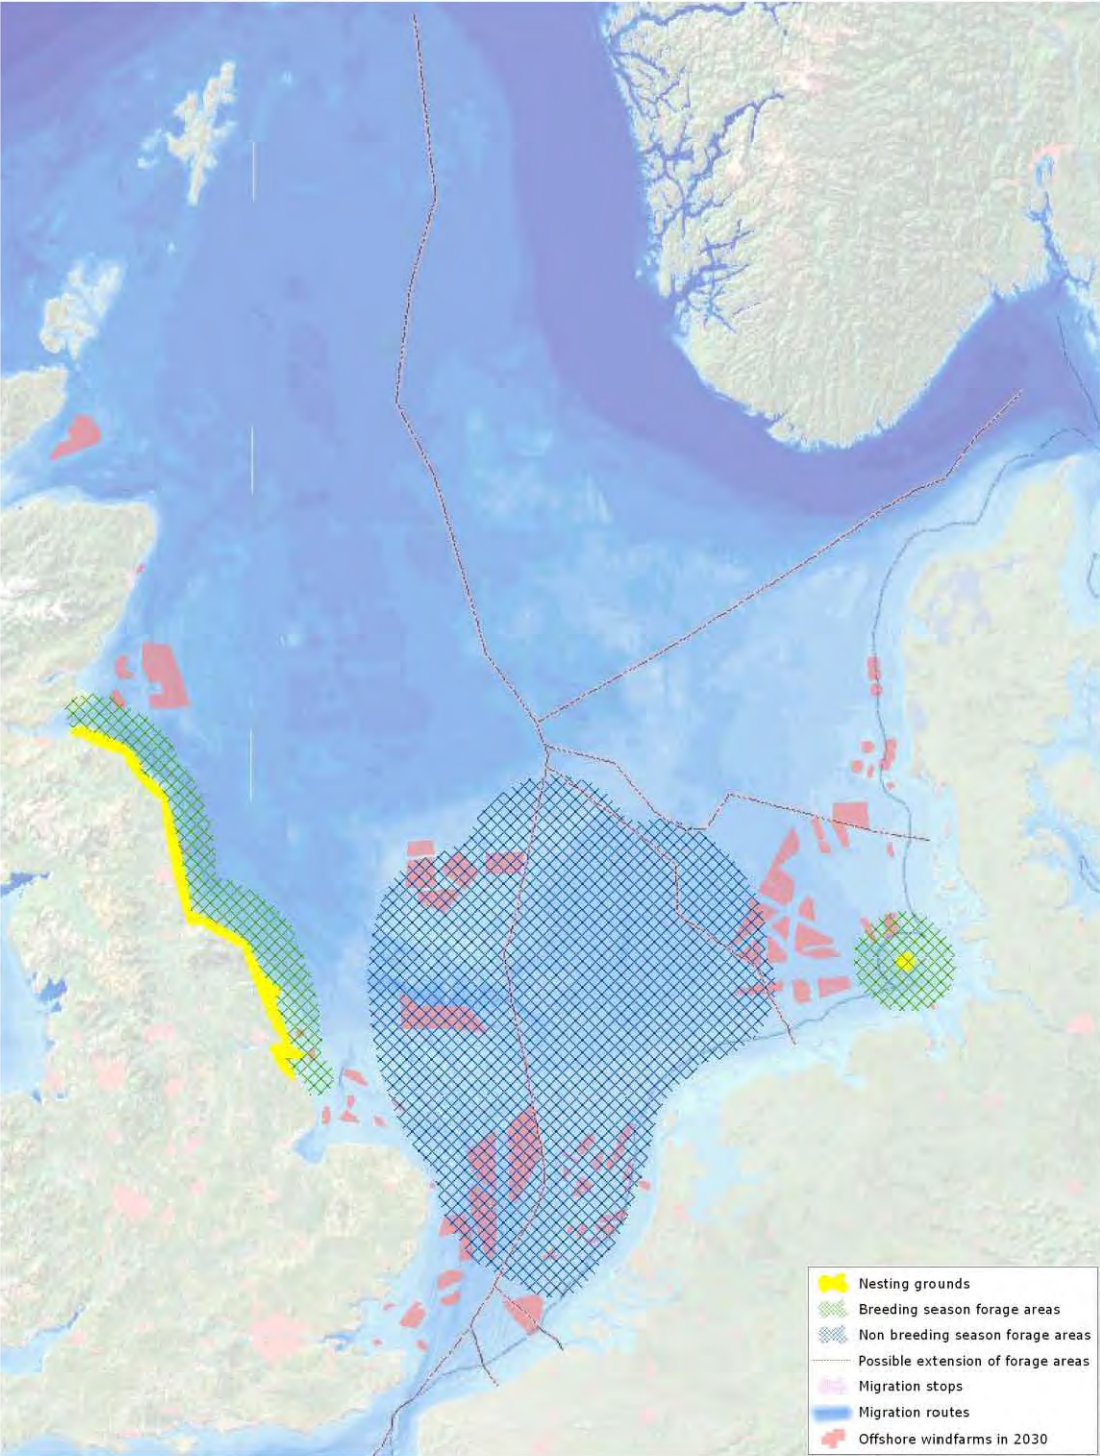 Nesting grounds
Breeding season forage areas
Non breeding season forage areas
Possible extension of forage areas
Migration stops
Migration routes
Offshore windfarms in 2030